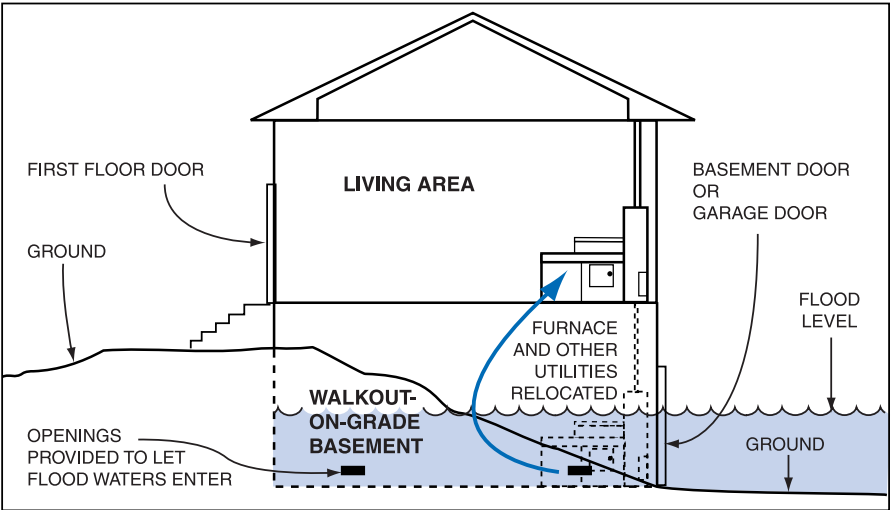 FIRST FLOOR DOOR
GROUND
LIVING AREA
BASEMENT DOOR
OR
GARAGE DOOR
FLOOD
LEVEL
FURNACE
AND OTHER
UTILITIES
RELOCATED
WALKOUT-
ON-GRADE
BASEMENT
OPENINGS
PROVIDED TO LET
FLOOD WATERS ENTER
GROUND